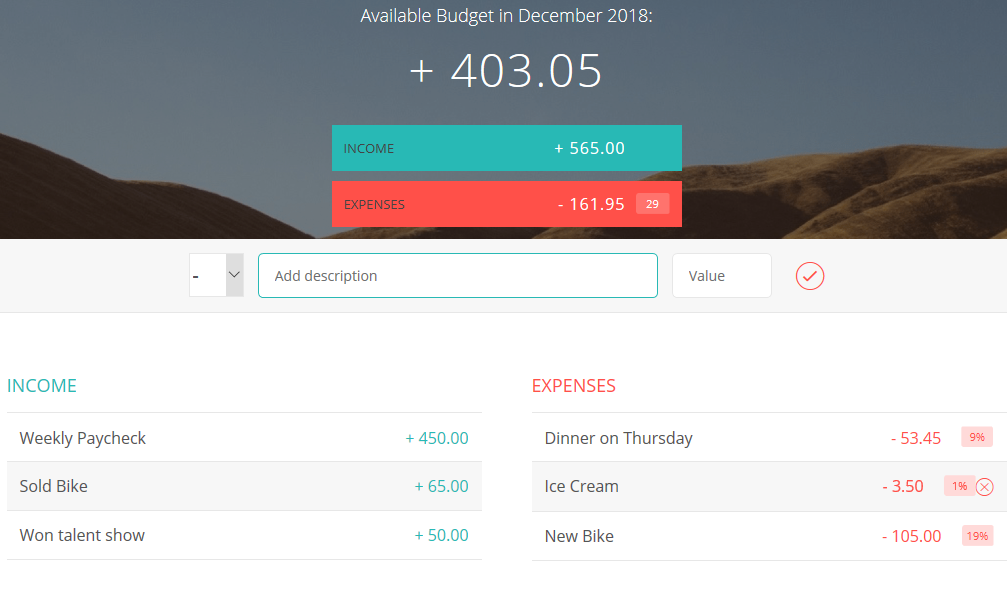 Available Budget in December 2018:
+ 403.05
INCOME + 565.00
EXPENSES - 161.95 29
- Add description Value
INCOME
Weekly Paycheck + 450.00
Sold Bike + 65.00
Won talent show + 50.00
EXPENSES
Dinner on Thursday - 53.45 9%
Ice Cream - 3.50 1%
New Bike - 105.00 19%